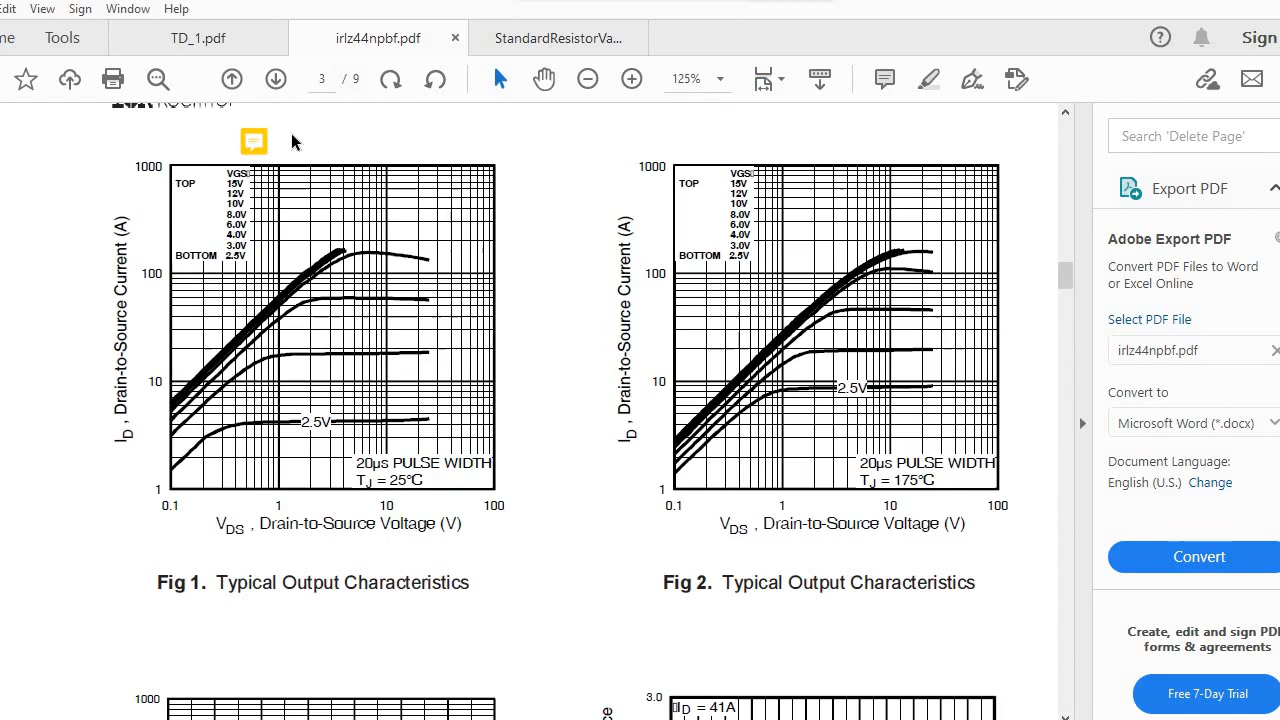 Edit View Sign Window Help
me Tools TD_1.pdf irlz44npbf.pdf × StandardResistorVa...
Sign
3 / 9 125%
1000
VGS
TOP 15V
12V
10V
8.0V
6.0V
4.0V
3.0V
BOTTOM 2.5V
100
10
1
2.5V
20µs PULSE WIDTH
TJ = 25°C
0.1 1 10 100
ID , Drain-to-Source Current (A)
VDS , Drain-to-Source Voltage (V)
Fig 1. Typical Output Characteristics
1000
VGS
TOP 15V
12V
10V
8.0V
6.0V
4.0V
3.0V
BOTTOM 2.5V
100
10
1
2.5V
20µs PULSE WIDTH
TJ = 175°C
0.1 1 10 100
ID , Drain-to-Source Current (A)
VDS , Drain-to-Source Voltage (V)
Fig 2. Typical Output Characteristics
1000
3.0
ID = 41A
Search 'Delete Page'
Export PDF
Adobe Export PDF
Convert PDF Files to Word
or Excel Online
Select PDF File
irlz44npbf.pdf ×
Convert to
Microsoft Word (*.docx)
Document Language:
English (U.S.) Change
Convert
Create, edit and sign PD
forms & agreements
Free 7-Day Trial